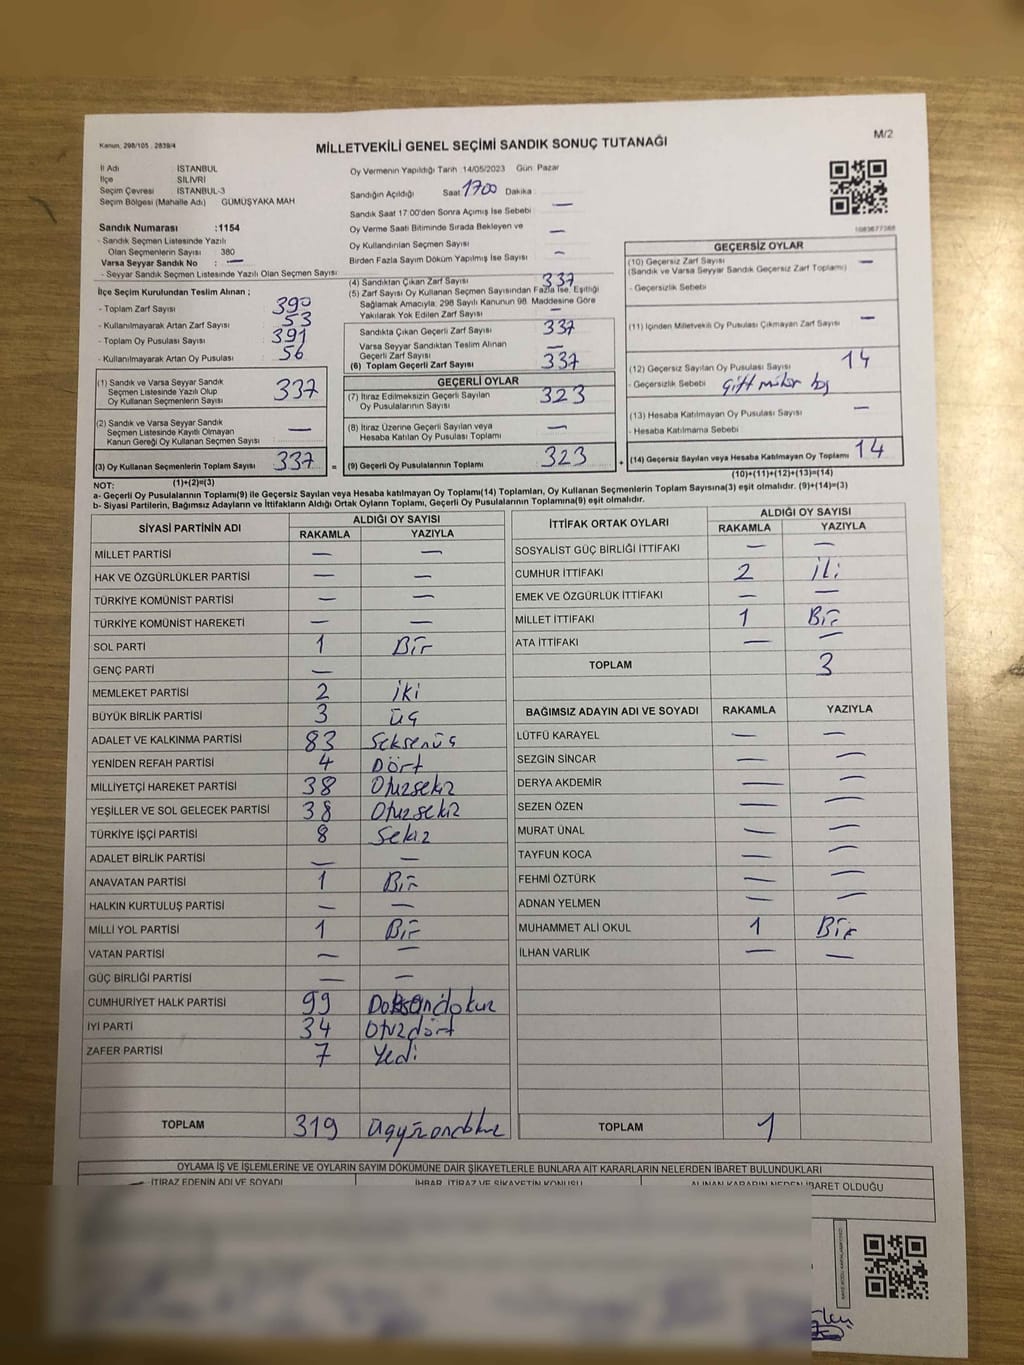 Kanun, 298/105, 2839/4
MİLLETVEKİLİ GENEL SEÇİMİ SANDIK SONUÇ TUTANAĞI
M/2
İl Adı İSTANBUL
İlçe SİLİVRİ
Seçim Çevresi İSTANBUL-3
Seçim Bölgesi (Mahalle Adı) GÜMÜŞYAKA MAH
Sandık Numarası :1154
- Sandık Seçmen Listesinde Yazılı
Olan Seçmenlerin Sayısı 380
Varsa Seyyar Sandık No : —
- Seyyar Sandık Seçmen Listesinde Yazılı Olan Seçmen Sayısı:
Oy Vermenin Yapıldığı Tarih 14/05/2023 Gün Pazar
Sandığın Açıldığı Saat 1700 Dakika
Sandık Saat 17.00'den Sonra Açımış İse Sebebi —
Oy Verme Saati Bitiminde Sırada Bekleyen ve
Oy Kullandırılan Seçmen Sayısı —
Birden Fazla Sayım Döküm Yapılmış İse Sayısı —
İlçe Seçim Kurulundan Teslim Alınan ;
- Toplam Zarf Sayısı 390
- Kullanılmayarak Artan Zarf Sayısı 53
- Toplam Oy Pusulası Sayısı 391
- Kullanılmayarak Artan Oy Pusulası 56
(1) Sandık ve Varsa Seyyar Sandık
Seçmen Listesinde Yazılı Olup
Oy Kullanan Seçmenlerin Sayısı 337
(2) Sandık ve Varsa Seyyar Sandık
Seçmen Listesinde Kayıtlı Olmayan
Kanun Gereği Oy Kullanan Seçmen Sayısı —
(3) Oy Kullanan Seçmenlerin Toplam Sayısı 337
(1)+(2)=(3)
(4) Sandıktan Çıkan Zarf Sayısı 337
(5) Zarf Sayısı Oy Kullanan Seçmen Sayısından Fazla İse, Eşitliği
Sağlamak Amacıyla, 298 Sayılı Kanunun 98. Maddesine Göre
Yakılarak Yok Edilen Zarf Sayısı —
Sandıkta Çıkan Geçerli Zarf Sayısı 337
Varsa Seyyar Sandıktan Teslim Alınan
Geçerli Zarf Sayısı —
(6) Toplam Geçerli Zarf Sayısı 337
GEÇERLİ OYLAR
(7) İtiraz Edilmeksizin Geçerli Sayılan
Oy Pusulalarının Sayısı 323
(8) İtiraz Üzerine Geçerli Sayılan veya
Hesaba Katılan Oy Pusulası Toplamı —
= (9) Geçerli Oy Pusulalarının Toplamı 323
GEÇERSİZ OYLAR
(10) Geçersiz Zarf Sayısı —
(Sandık ve Varsa Seyyar Sandık Geçersiz Zarf Toplamı)
- Geçersizlik Sebebi
(11) İçinden Milletvekili Oy Pusulası Çıkmayan Zarf Sayısı —
(12) Geçersiz Sayılan Oy Pusulası Sayısı 14
- Geçersizlik Sebebi Çift mühür
(13) Hesaba Katılmayan Oy Pusulası Sayısı —
- Hesaba Katılmama Sebebi
+ (14) Geçersiz Sayılan veya Hesaba Katılmayan Oy Toplamı 14
(10)+(11)+(12)+(13)=(14)
NOT:
a- Geçerli Oy Pusulalarının Toplamı(9) ile Geçersiz Sayılan veya Hesaba katılmayan Oy Toplamı(14) Toplamları, Oy Kullanan Seçmenlerin Toplam Sayısına(3) eşit olmalıdır. (9)+(14)=(3)
b- Siyasi Partilerin, Bağımsız Adayların ve İttifakların Aldığı Ortak Oyların Toplamı, Geçerli Oy Pusulalarının Toplamına(9) eşit olmalıdır.
SİYASİ PARTİNİN ADI ALDIĞI OY SAYISI
RAKAMLA YAZIYLA
MİLLET PARTİSİ — —
HAK VE ÖZGÜRLÜKLER PARTİSİ — —
TÜRKİYE KOMÜNİST PARTİSİ — —
TÜRKİYE KOMÜNİST HAREKETİ — —
SOL PARTİ 1 Bir
GENÇ PARTİ —
MEMLEKET PARTİSİ 2 iki
BÜYÜK BİRLİK PARTİSİ 3 üç
ADALET VE KALKINMA PARTİSİ 83 Seksenüç
YENİDEN REFAH PARTİSİ 4 Dört
MİLLİYETÇİ HAREKET PARTİSİ 38 Otuzsekiz
YEŞİLLER VE SOL GELECEK PARTİSİ 38 Otuzsekiz
TÜRKİYE İŞÇİ PARTİSİ 8 Sekiz
ADALET BİRLİK PARTİSİ — —
ANAVATAN PARTİSİ 1 Bir
HALKIN KURTULUŞ PARTİSİ — —
MİLLİ YOL PARTİSİ 1 Bir
VATAN PARTİSİ — —
GÜÇ BİRLİĞİ PARTİSİ — —
CUMHURİYET HALK PARTİSİ 99 Doksandokuz
İYİ PARTİ 34 Otuzdört
ZAFER PARTİSİ 7 Yedi
TOPLAM 319 üçyüzondokuz
İTTİFAK ORTAK OYLARI ALDIĞI OY SAYISI
RAKAMLA YAZIYLA
SOSYALİST GÜÇ BİRLİĞİ İTTİFAKI — —
CUMHUR İTTİFAKI 2 iki
EMEK VE ÖZGÜRLÜK İTTİFAKI — —
MİLLET İTTİFAKI 1 Bir
ATA İTTİFAKI — —
TOPLAM 3
BAĞIMSIZ ADAYIN ADI VE SOYADI RAKAMLA YAZIYLA
LÜTFÜ KARAYEL — —
SEZGİN SİNCAR — —
DERYA AKDEMİR — —
SEZEN ÖZEN — —
MURAT ÜNAL — —
TAYFUN KOCA — —
FEHMİ ÖZTÜRK — —
ADNAN YELMEN — —
MUHAMMET ALİ OKUL 1 Bir
İLHAN VARLIK — —
TOPLAM 1
OYLAMA İŞ VE İŞLEMLERİNE VE OYLARIN SAYIM DÖKÜMÜNE DAİR ŞİKAYETLERLE BUNLARA AİT KARARLARIN NELERDEN İBARET BULUNDUKLARI
İTİRAZ EDENİN ADI VE SOYADI İHBAR, İTİRAZ VE ŞİKAYETİN KONUSU ALINAN KARARIN NEDEN İBARET OLDUĞU